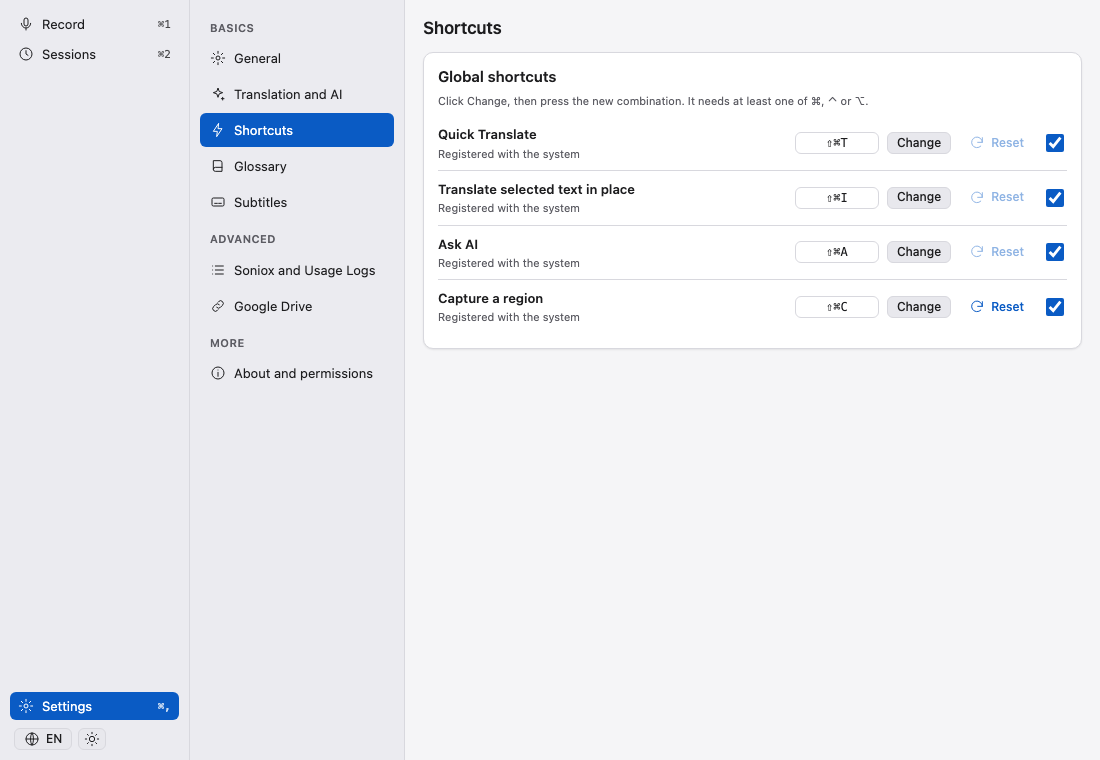 Record ⌘1
Sessions ⌘2
Settings ⌘,
EN
BASICS
General
Translation and AI
Shortcuts
Glossary
Subtitles
ADVANCED
Soniox and Usage Logs
Google Drive
MORE
About and permissions
Shortcuts
Global shortcuts
Click Change, then press the new combination. It needs at least one of ⌘, ⌃ or ⌥.
Quick Translate
Registered with the system
⇧⌘T Change Reset
Translate selected text in place
Registered with the system
⇧⌘I Change Reset
Ask AI
Registered with the system
⇧⌘A Change Reset
Capture a region
Registered with the system
⇧⌘C Change Reset